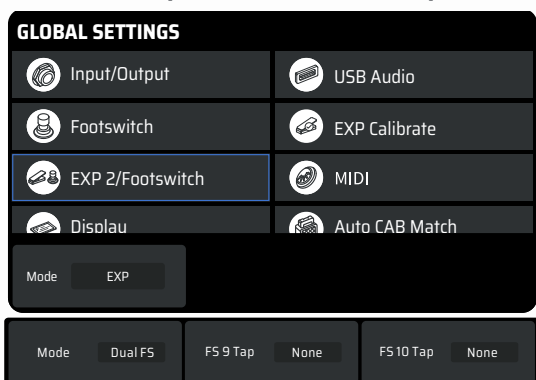 GLOBAL SETTINGS
Input/Output USB Audio
Footswitch EXP Calibrate
EXP 2/Footswitch MIDI
Display Auto CAB Match
Mode EXP
Mode Dual FS FS 9 Tap None FS 10 Tap None